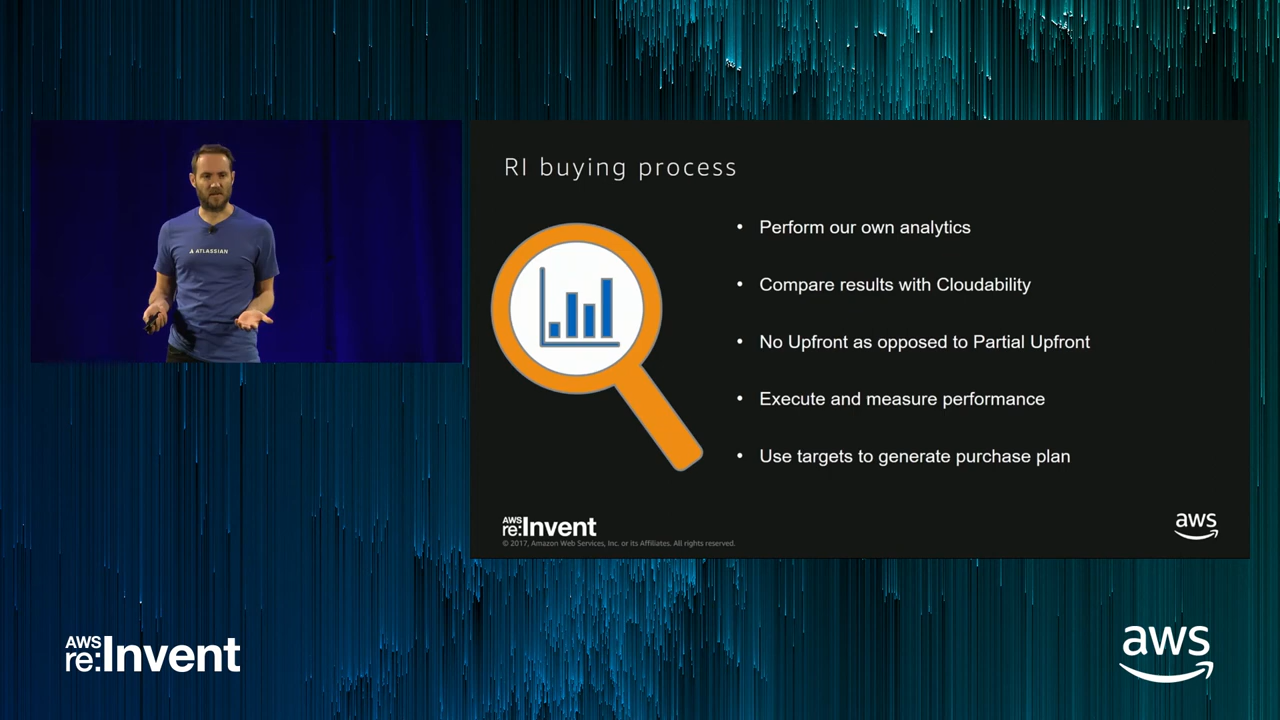 ATLASSIAN
RI buying process
• Perform our own analytics
• Compare results with Cloudability
• No Upfront as opposed to Partial Upfront
• Execute and measure performance
• Use targets to generate purchase plan
AWS
re:Invent
© 2017, Amazon Web Services, Inc. or its Affiliates. All rights reserved.
aws
AWS
re:Invent
aws